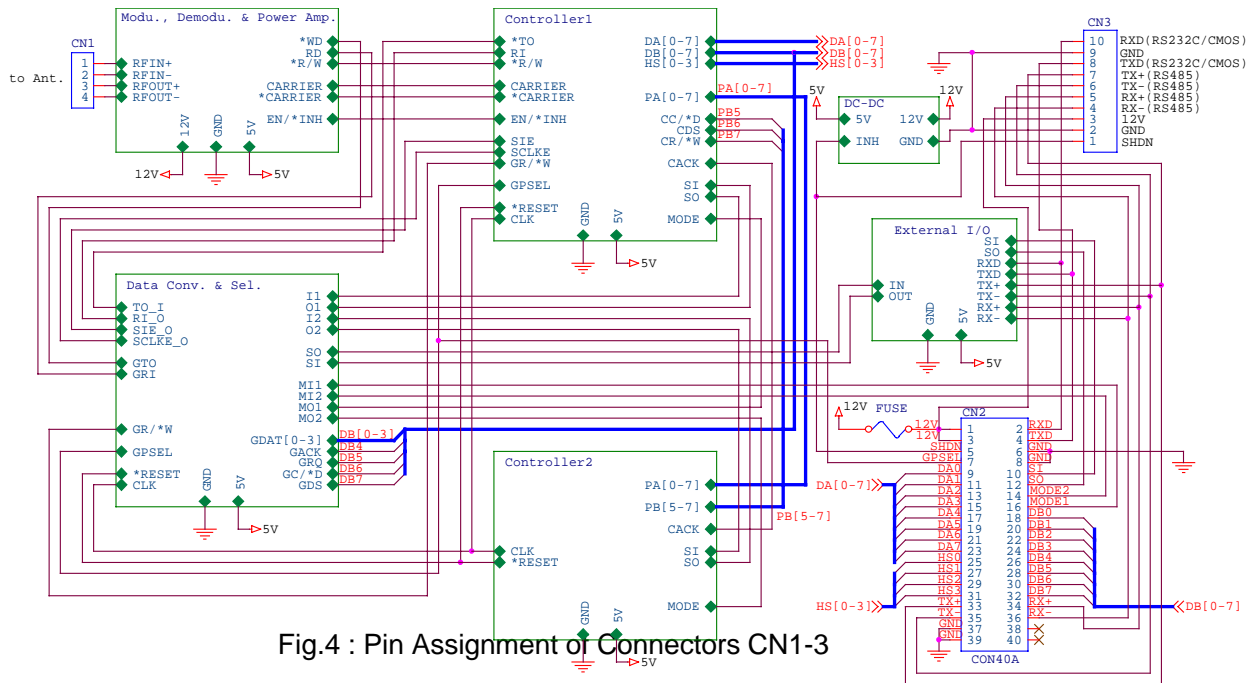 Modu., Demodu. & Power Amp.
CN1
to Ant.
1 RFIN+
2 RFIN-
3 RFOUT+
4 RFOUT-
*WD
RD
*R/W
CARRIER
*CARRIER
EN/*INH
12V
GND
5V
12V
5V
Controller1
*TO
RI
*R/W
CARRIER
*CARRIER
EN/*INH
SIE
SCLKE
GR/*W
GPSEL
*RESET
CLK
DA[0-7]
DB[0-7]
HS[0-3]
PA[0-7]
CC/*D
CDS
CR/*W
CACK
SI
SO
MODE
GND
5V
5V
DA[0-7]
DB[0-7]
HS[0-3]
PA[0-7]
PB5
PB6
PB7
5V
DC-DC
12V
5V
12V
INH
GND
CN3
10 RXD(RS232C/CMOS)
9 GND
8 TXD(RS232C/CMOS)
7 TX+(RS485)
6 TX-(RS485)
5 RX+(RS485)
4 RX-(RS485)
3 12V
2 GND
1 SHDN
External I/O
SI
SO
RXD
TXD
TX+
TX-
RX+
RX-
IN
OUT
GND
5V
5V
Data Conv. & Sel.
TO_I
RI_O
SIE_O
SCLKE_O
GTO
GRI
GR/*W
GPSEL
*RESET
CLK
I1
O1
I2
O2
SO
SI
MI1
MI2
MO1
MO2
GDAT[0-3]
GACK
GRQ
GC/*D
GDS
DB[0-3]
DB4
DB5
DB6
DB7
GND
5V
5V
Controller2
PA[0-7]
PB[5-7]
CACK
SI
SO
MODE
CLK
*RESET
PB[5-7]
GND
5V
5V
12V
FUSE
CN2
12V 1 2 RXD
12V 3 4 TXD
SHDN 5 6 GND
GPSEL 7 8 GND
DA0 9 10 SI
DA1 11 12 SO
DA2 13 14 MODE2
DA3 15 16 MODE1
DA4 17 18 DB0
DA5 19 20 DB1
DA6 21 22 DB2
DA7 23 24 DB3
HS0 25 26 DB4
HS1 27 28 DB5
HS2 29 30 DB6
HS3 31 32 DB7
TX+ 33 34 RX+
TX- 35 36 RX-
GND 37 38
GND 39 40
CON40A
DA[0-7]
HS[0-3]
DB[0-7]
Fig.4 : Pin Assignment of Connectors CN1-3